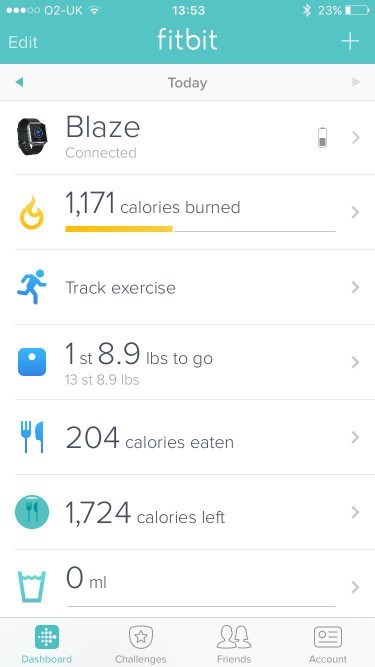 O2-UK 13:53 23%
Edit fitbit +
Today
Blaze
Connected
1,171 calories burned
Track exercise
1 st 8.9 lbs to go
13 st 8.9 lbs
204 calories eaten
1,724 calories left
0 ml
Dashboard Challenges Friends Account